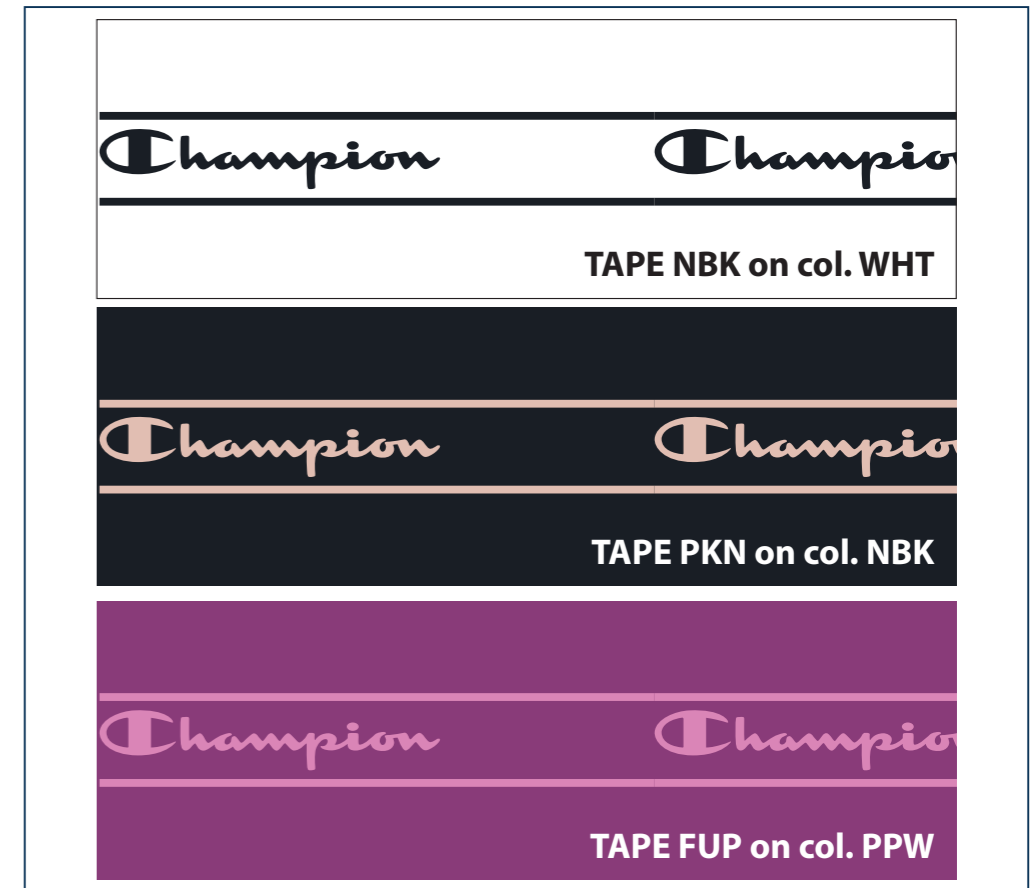 Champion Champio
TAPE NBK on col. WHT
Champion Champio
TAPE PKN on col. NBK
Champion Champio
TAPE FUP on col. PPW